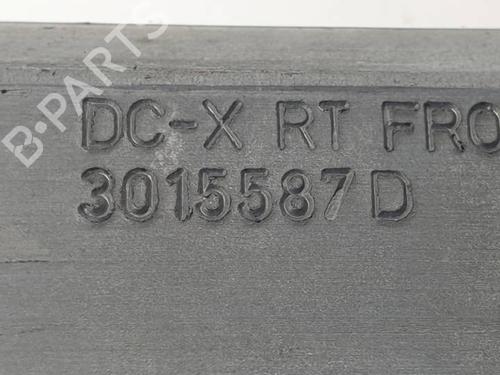 B-PARTS
DC-X RT FRO
3015587D